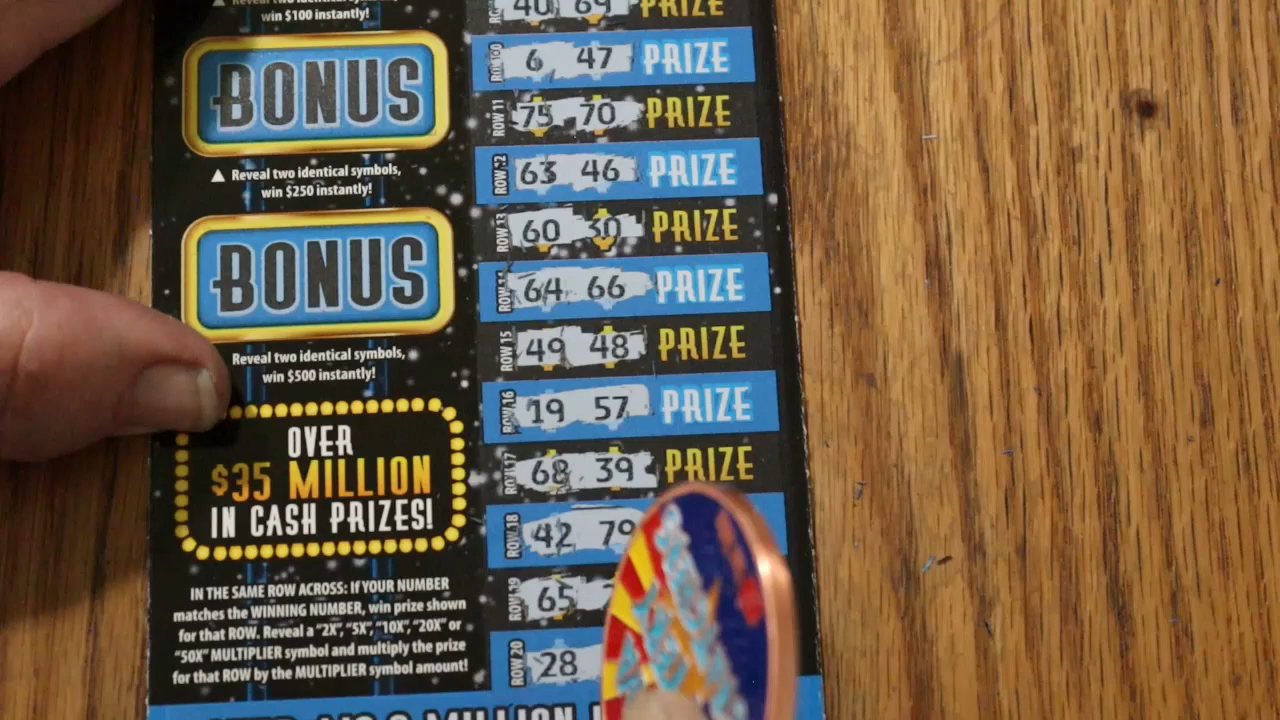 win $100 instantly!
BONUS
Reveal two identical symbols,
win $250 instantly!
BONUS
Reveal two identical symbols,
win $500 instantly!
OVER
$35 MILLION
IN CASH PRIZES!
IN THE SAME ROW ACROSS: If YOUR NUMBER
matches the WINNING NUMBER, win prize shown
for that ROW. Reveal a "2X", "5X", "10X", "20X" or
"50X" MULTIPLIER symbol and multiply the prize
for that ROW by the MULTIPLIER symbol amount!
40 69 PRIZE
6 47 PRIZE
ROW 11 75 70 PRIZE
ROW 12 63 46 PRIZE
ROW 13 60 30 PRIZE
64 66 PRIZE
ROW 15 49 48 PRIZE
ROW 16 19 57 PRIZE
ROW 17 68 39 PRIZE
ROW 18 42 79
ROW 19 65
ROW 20 28
MILLION